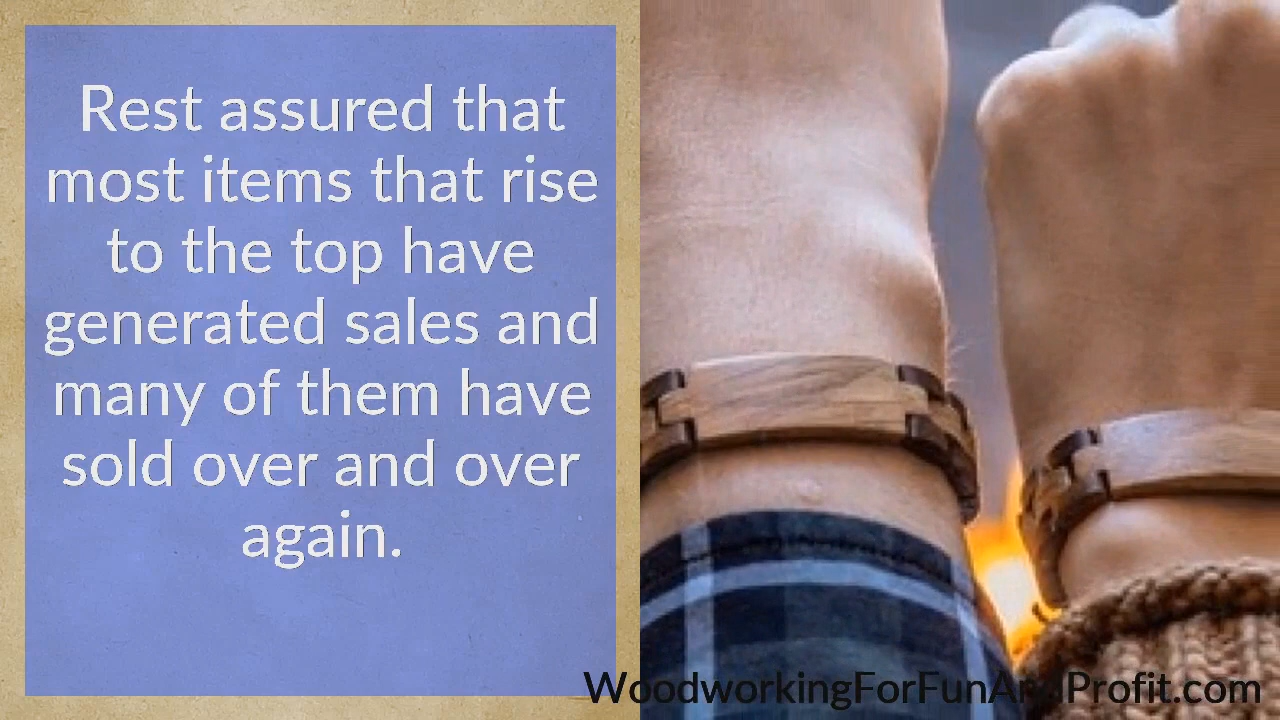 Rest assured that
most items that rise
to the top have
generated sales and
many of them have
sold over and over
again.
WoodworkingForFunAndProfit.com